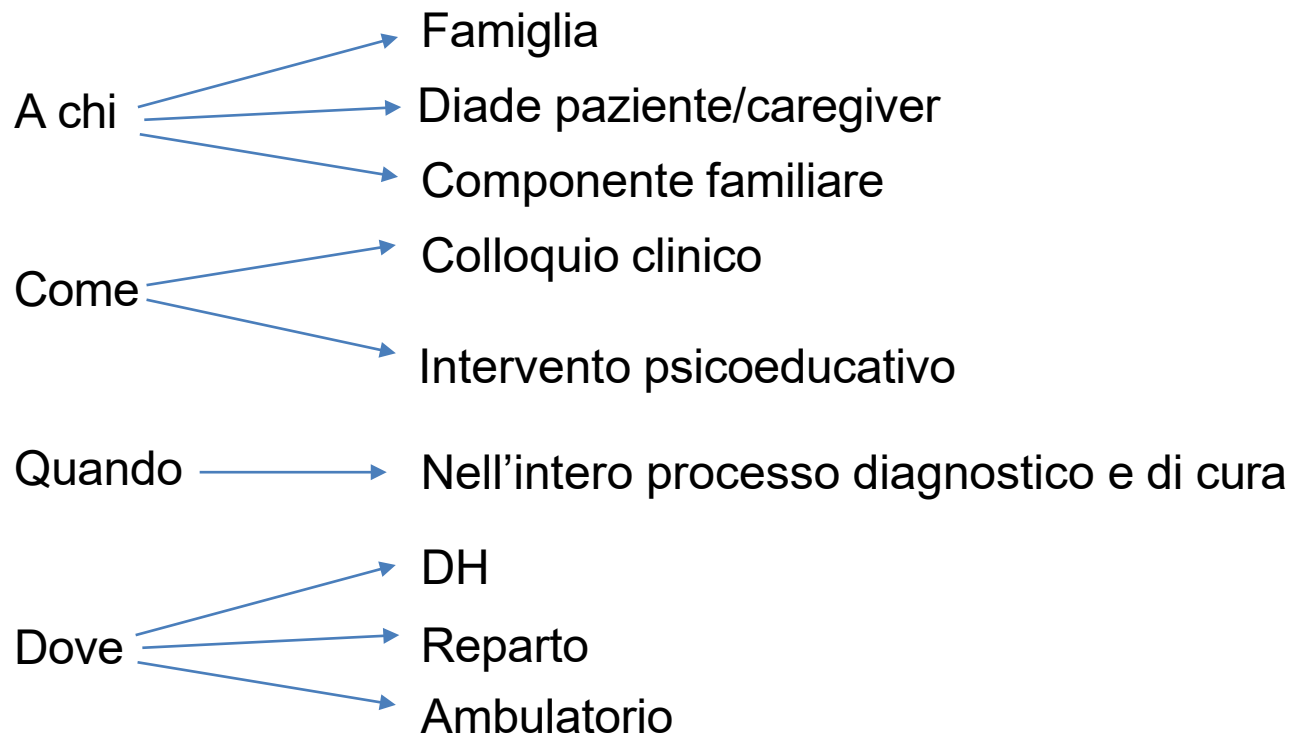 Famiglia
A chi
Diade paziente/caregiver
Componente familiare
Colloquio clinico
Come
Intervento psicoeducativo
Quando
Nell’intero processo diagnostico e di cura
DH
Dove
Reparto
Ambulatorio